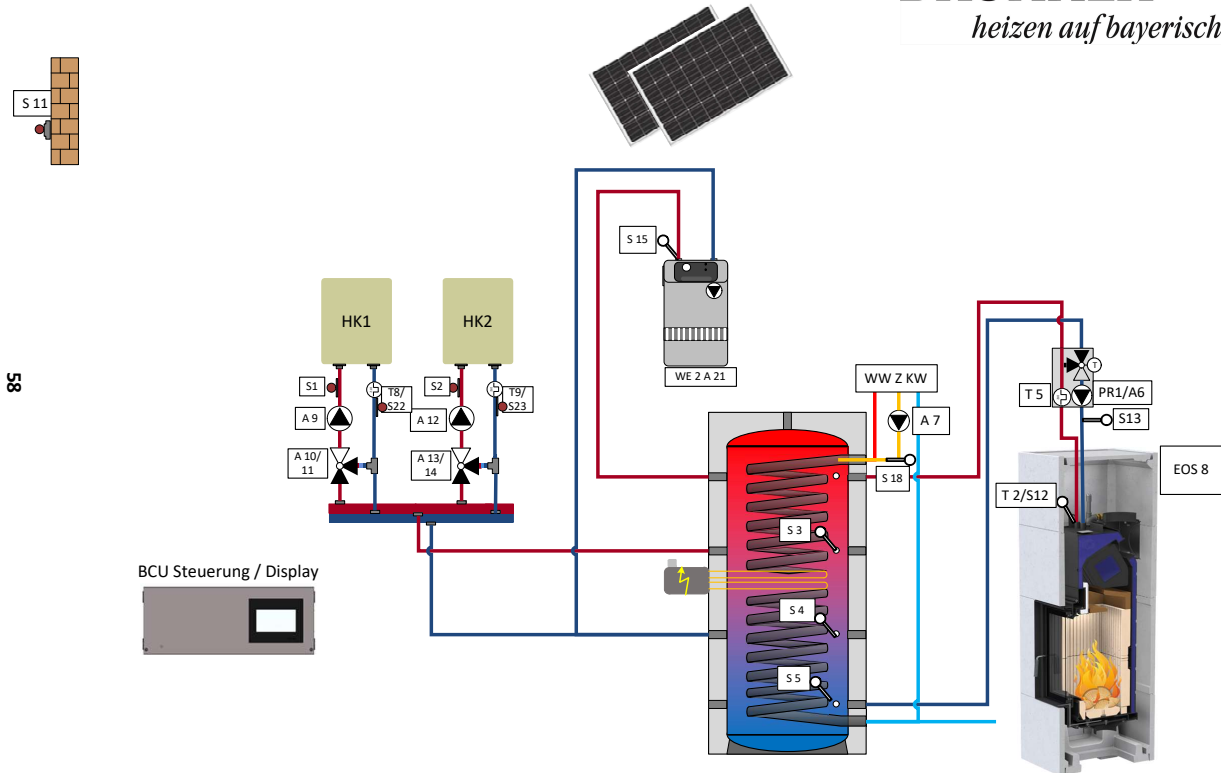 heizen auf bayerisch
S 11
S 15
HK1
HK2
WE 2 A 21
S1
T8/
S22
S2
T9/
S23
A 9
A 12
A 10/
11
A 13/
14
WW Z KW
A 7
S 18
T 5
T
PR1/A6
S13
EOS 8
T 2/S12
S 3
S 4
S 5
BCU Steuerung / Display
58